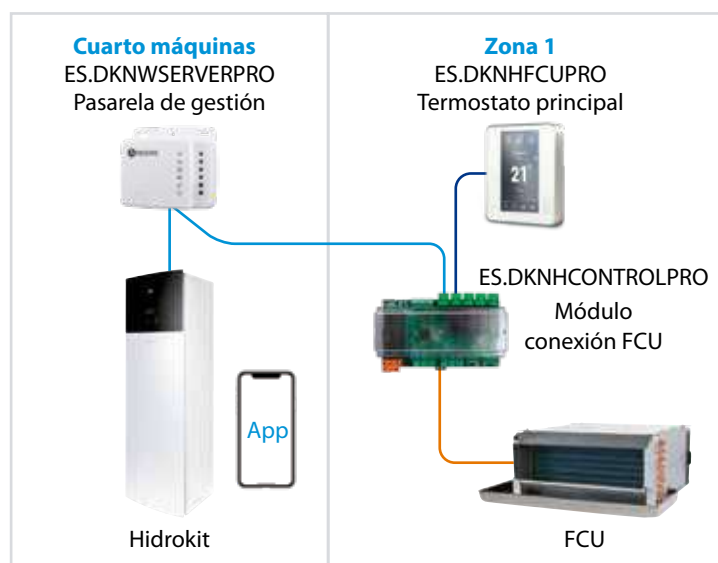 Cuarto máquinas
ES.DKNWSERVERPRO
Pasarela de gestión
Zona 1
ES.DKNHFCUPRO
Termostato principal
21
ES.DKNHCONTROLPRO
Módulo
conexión FCU
App
Hidrokit
FCU